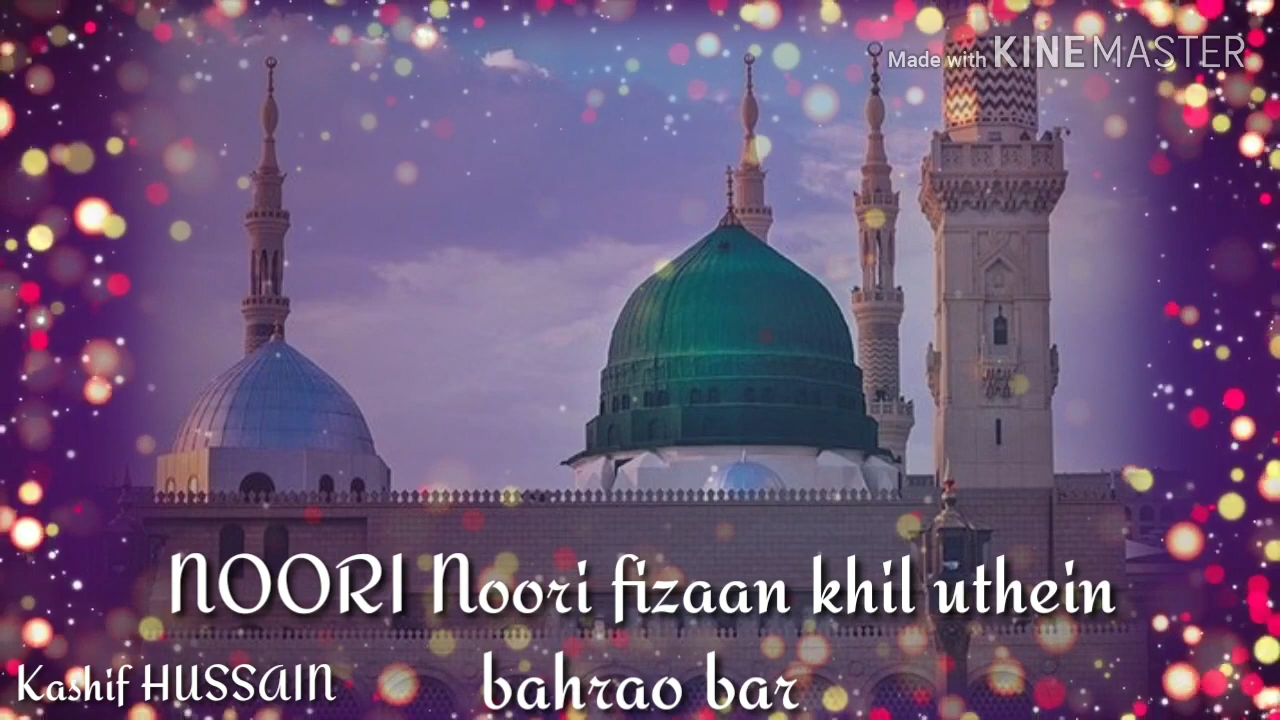 Made with KINEMASTER
NOORI Noori fizaan khil uthein
bahrao bar
Kashif HUSSAIN